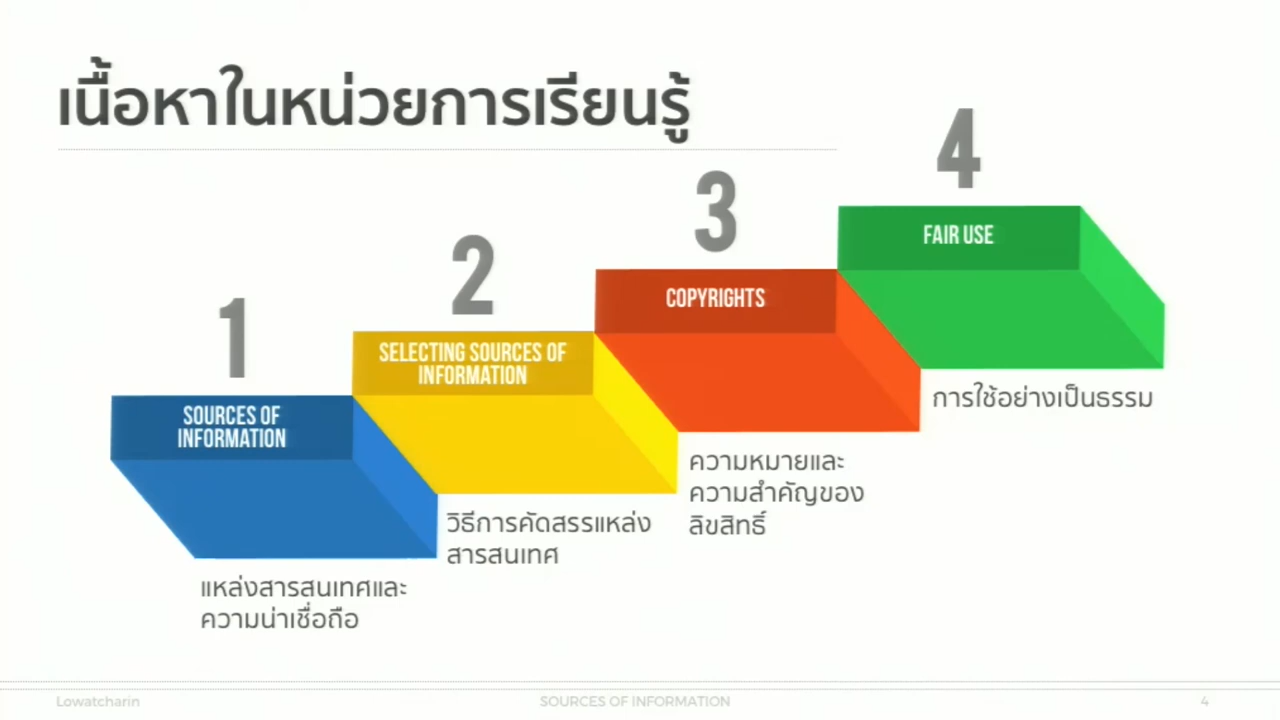 เนื้อหาในหน่วยการเรียนรู้
1
SOURCES OF
INFORMATION
แหล่งสารสนเทศและ
ความน่าเชื่อถือ
2
SELECTING SOURCES OF
INFORMATION
วิธีการคัดสรรแหล่ง
สารสนเทศ
3
COPYRIGHTS
ความหมายและ
ความสำคัญของ
ลิขสิทธิ์
4
FAIR USE
การใช้อย่างเป็นธรรม
Lowatcharin
SOURCES OF INFORMATION
4